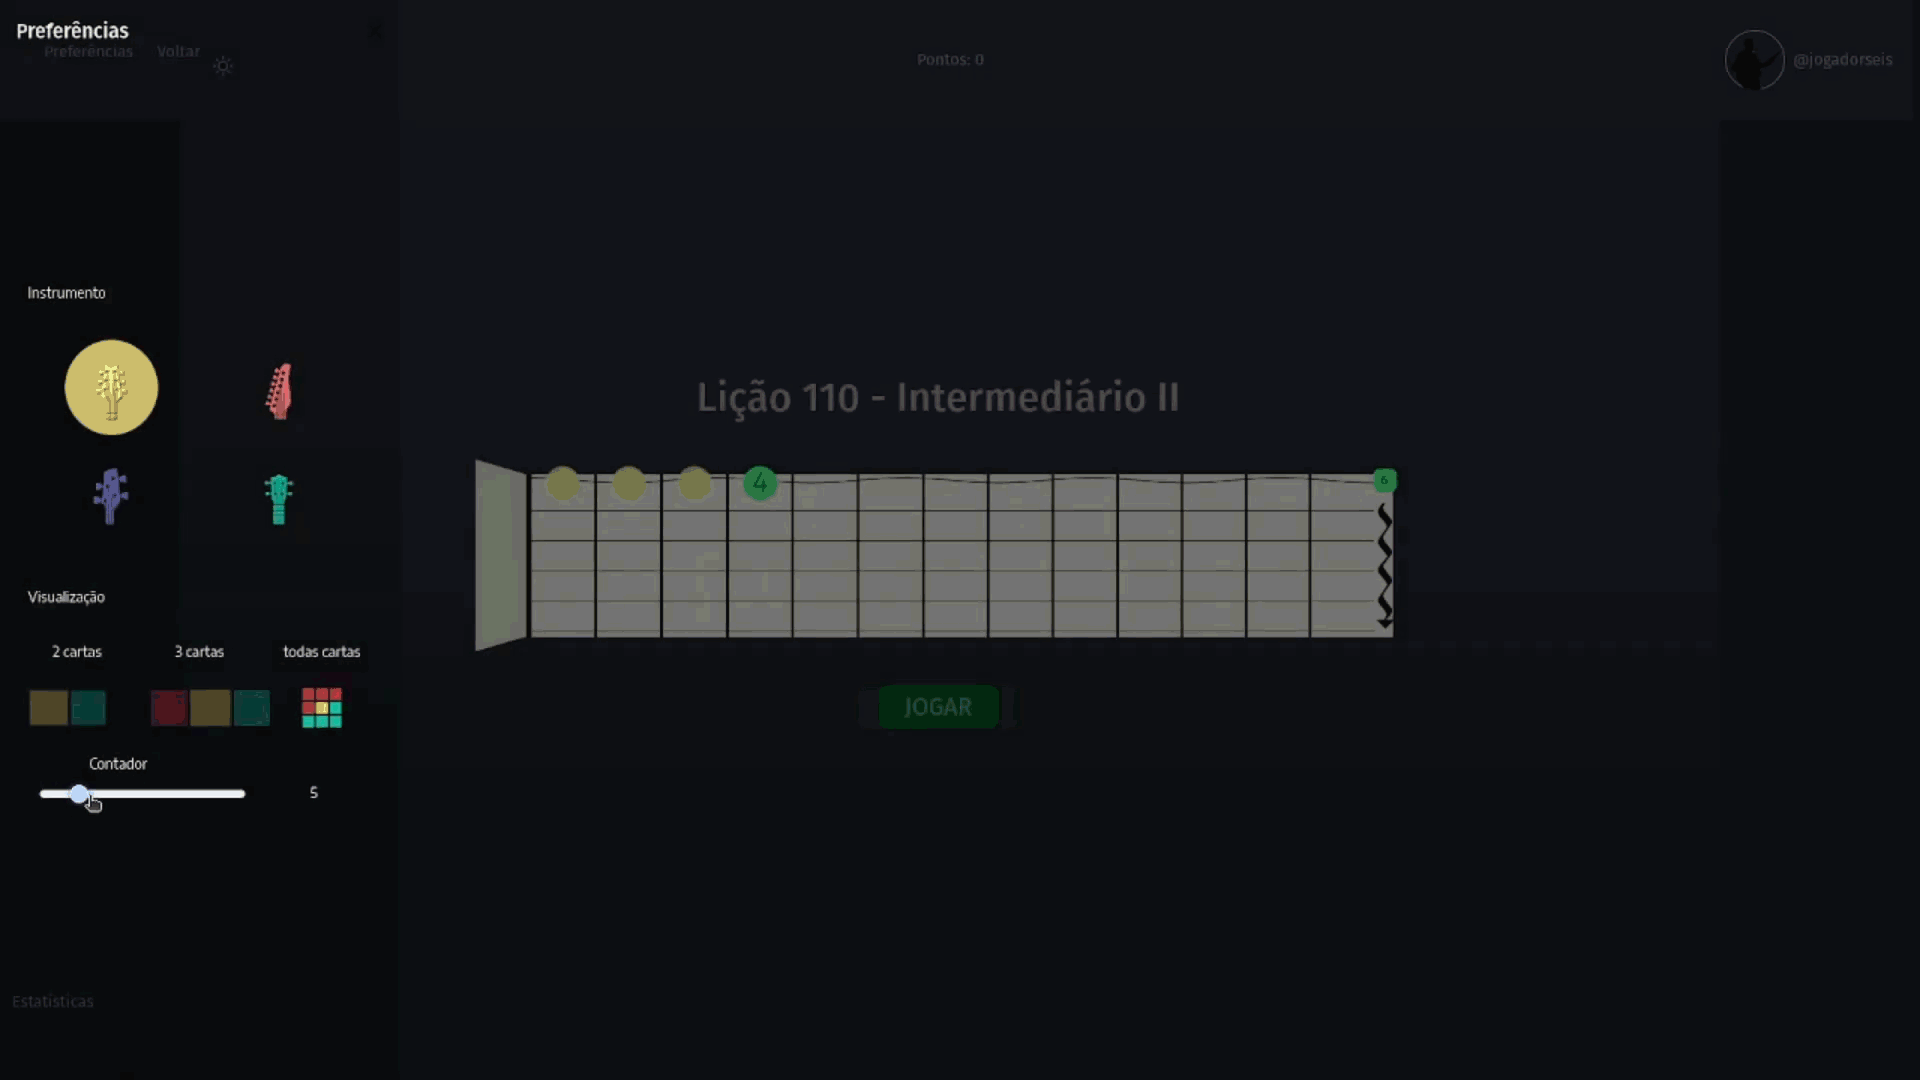 Preferências
Preferências Voltar
Pontos: 0
@jogadorseis
Instrumento
Lição 110 - Intermediário II
4
6
Visualização
2 cartas
3 cartas
todas cartas
JOGAR
Contador
5
Estatísticas